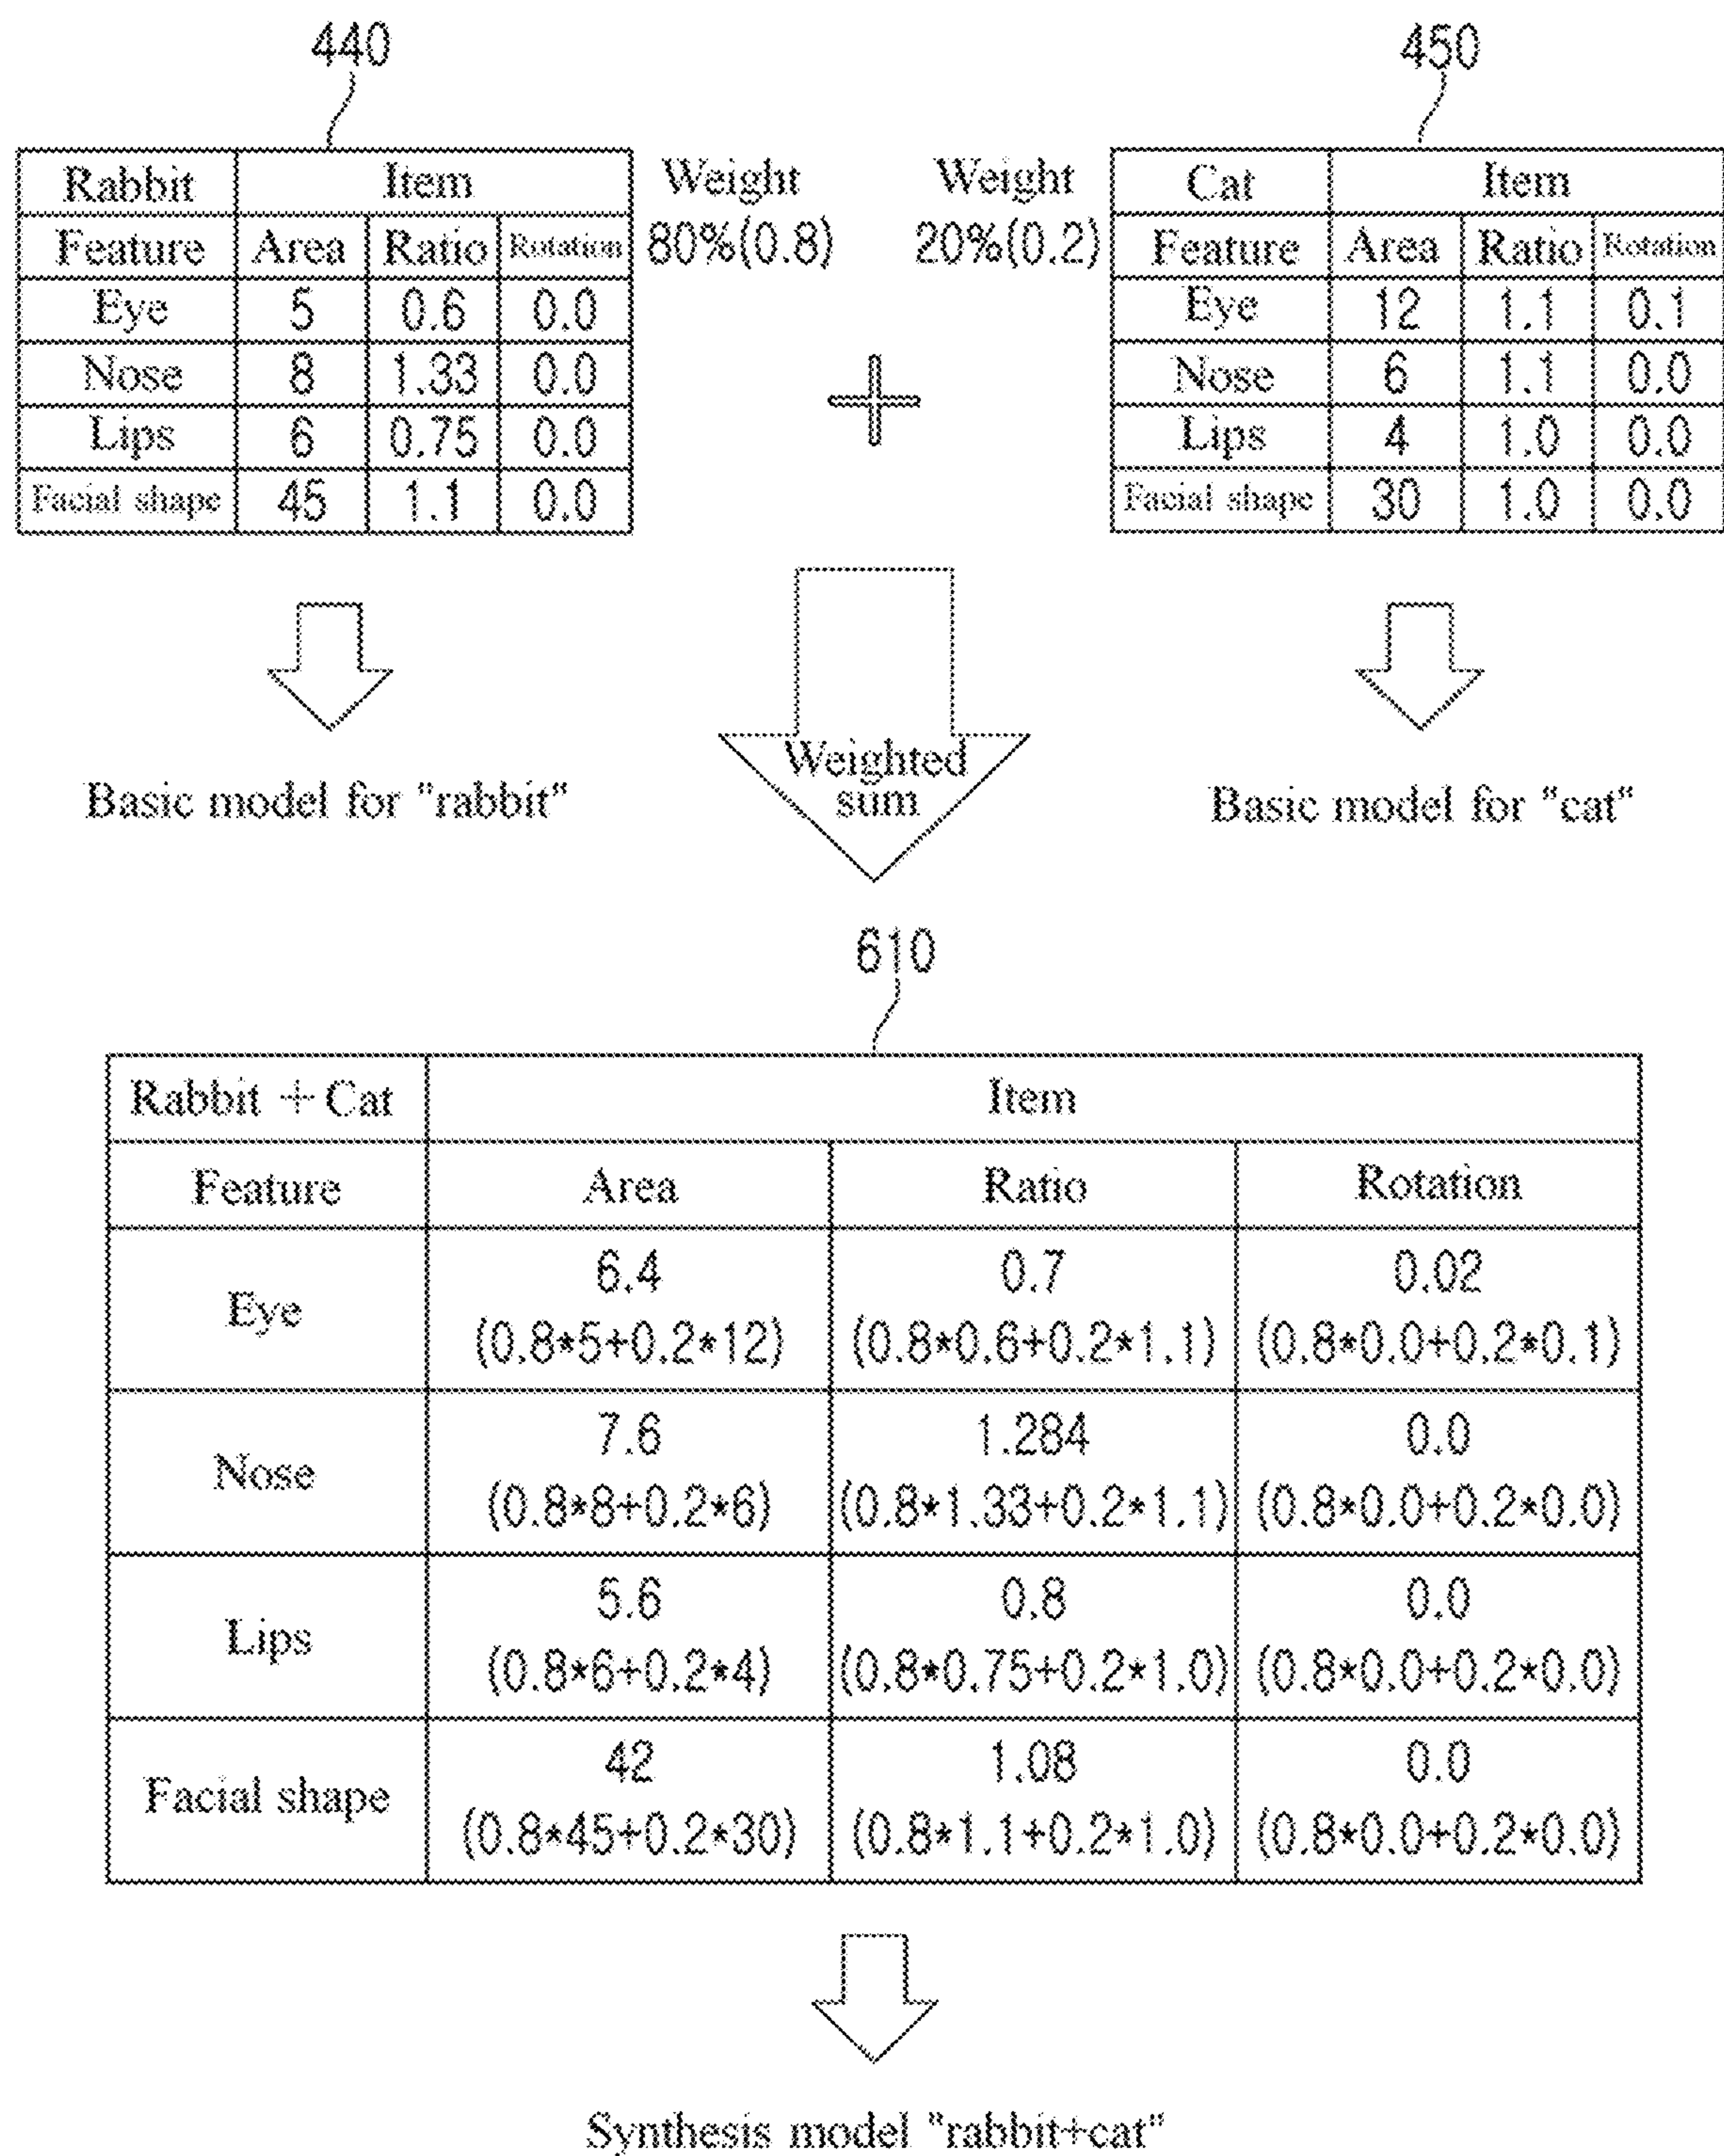 440
450
Rabbit Item
Feature Area Ratio Rotation
Eye 5 0.6 0.0
Nose 8 1.33 0.0
Lips 6 0.75 0.0
Facial shape 45 1.1 0.0
Weight
80%(0.8)
Weight
20%(0.2)
Cat Item
Feature Area Ratio Rotation
Eye 12 1.1 0.1
Nose 6 1.1 0.0
Lips 4 1.0 0.0
Facial shape 30 1.0 0.0
Basic model for "rabbit"
Weighted
sum
Basic model for "cat"
610
Rabbit + Cat Item
Feature Area Ratio Rotation
Eye
6.4 0.7 0.02
(0.8*5+0.2*12) (0.8*0.6+0.2*1.1) (0.8*0.0+0.2*0.1)
Nose
7.6 1.284 0.0
(0.8*8+0.2*6) (0.8*1.33+0.2*1.1) (0.8*0.0+0.2*0.0)
Lips
5.6 0.8 0.0
(0.8*6+0.2*4) (0.8*0.75+0.2*1.0) (0.8*0.0+0.2*0.0)
Facial shape
42 1.08 0.0
(0.8*45+0.2*30) (0.8*1.1+0.2*1.0) (0.8*0.0+0.2*0.0)
Synthesis model "rabbit+cat"